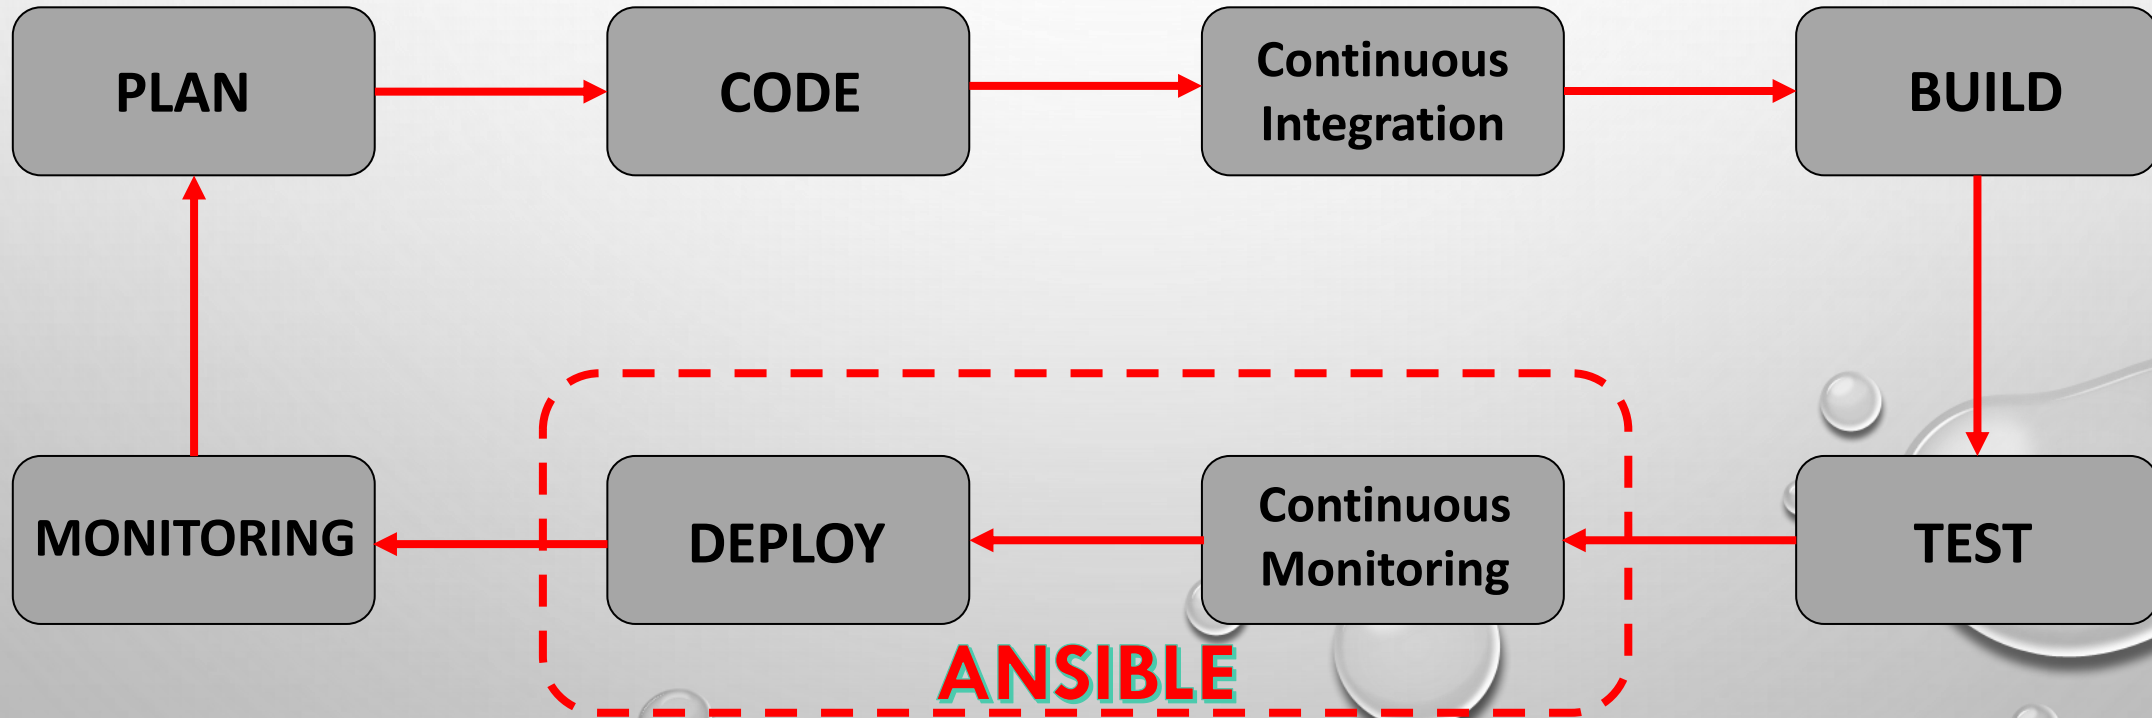 PLAN
CODE
Continuous
Integration
BUILD
MONITORING
DEPLOY
Continuous
Monitoring
TEST
ANSIBLE